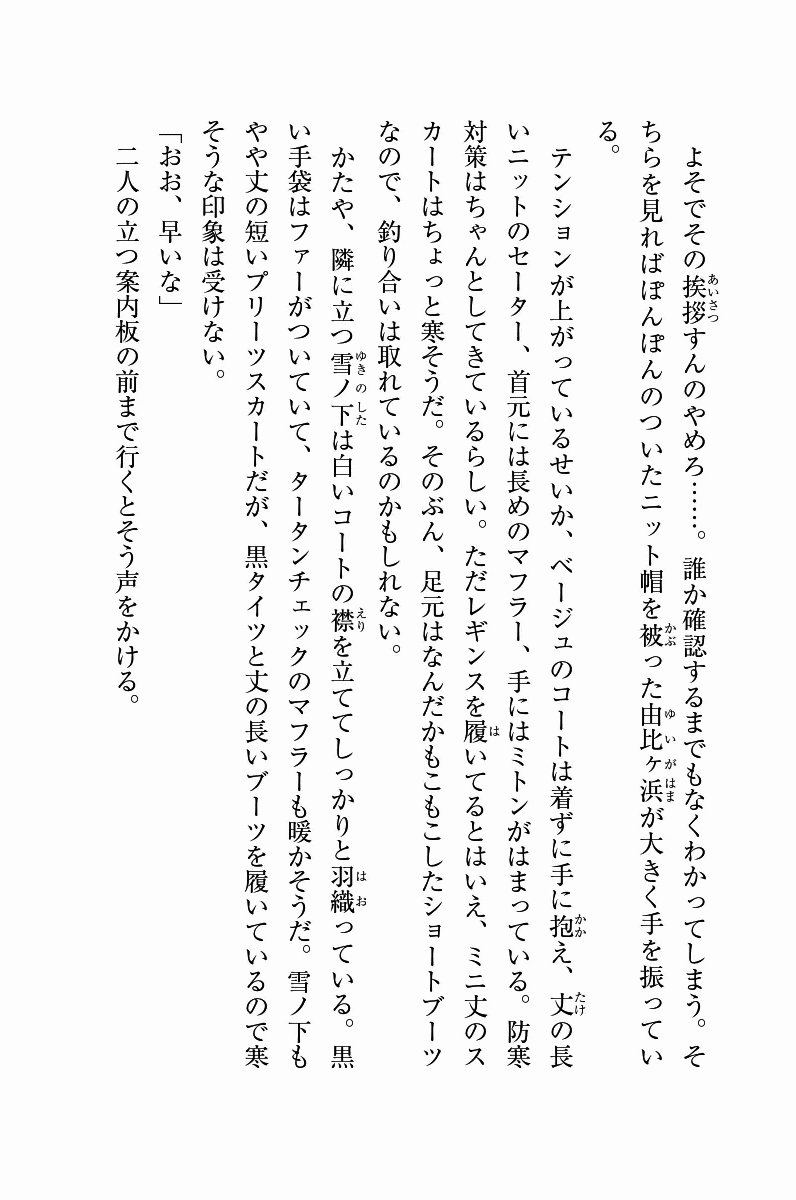 よそでその挨拶すんのやめろ……。誰か確認するまでもなくわかってしまう。そ
ちらを見ればぽんぽんのついたニット帽を被った由比ヶ浜が大きく手を振ってい
る。
テンションが上がっているせいか、ベージュのコートは着ずに手に抱え、丈の長
いニットのセーター、首元には長めのマフラー、手にはミトンがはまっている。防寒
対策はちゃんとしてきているらしい。ただレギンスを履いてるとはいえ、ミニ丈のス
カートはちょっと寒そうだ。そのぶん、足元はなんだかもこもこしたショートブーツ
なので、釣り合いは取れているのかもしれない。
かたや、隣に立つ雪ノ下は白いコートの襟を立ててしっかりと羽織っている。黒
い手袋はファーがついていて、タータンチェックのマフラーも暖かそうだ。雪ノ下も
やや丈の短いプリーツスカートだが、黒タイツと丈の長いブーツを履いているので寒
そうな印象は受けない。
「おお、早いな」
二人の立つ案内板の前まで行くとそう声をかける。